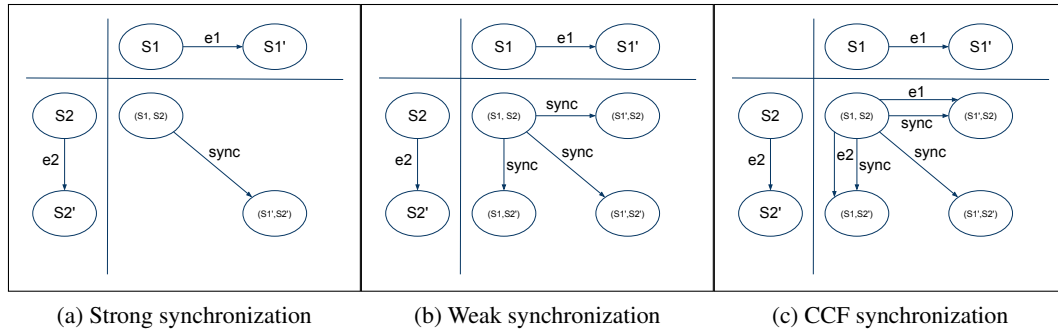 S1 e1 S1'
S2 (S1, S2)
e2 sync
S2' (S1',S2')
(a) Strong synchronization
S1 e1 S1'
sync
S2 (S1, S2) (S1',S2)
e2 sync sync
S2' (S1,S2') (S1',S2')
(b) Weak synchronization
S1 e1 S1'
e1
S2 (S1, S2) (S1',S2)
sync
e2 e2 sync sync
S2' (S1,S2') (S1',S2')
(c) CCF synchronization